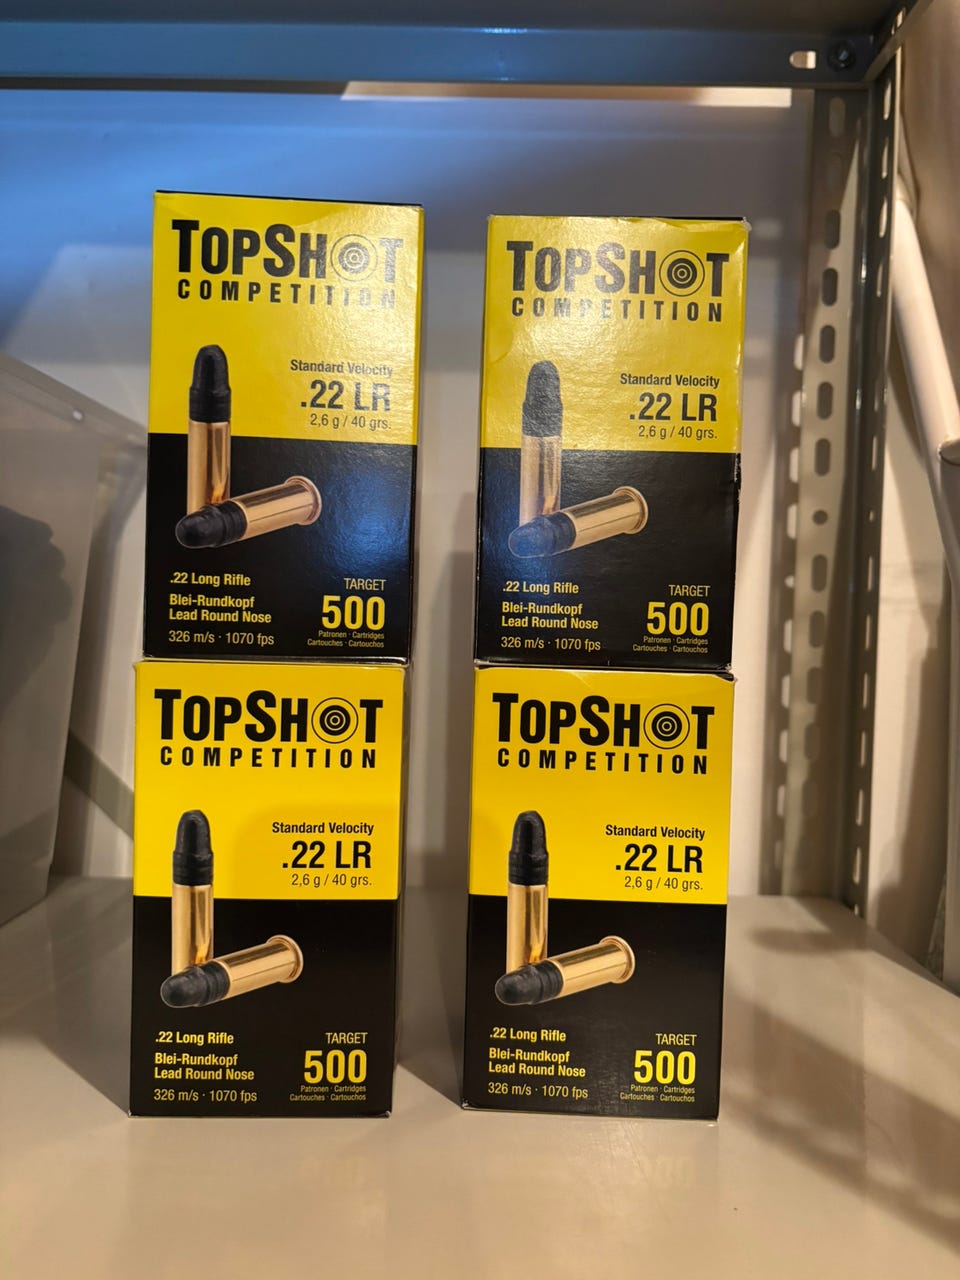 TOPSHOT
COMPETITION
Standard Velocity
.22 LR
2,6 g / 40 grs.
.22 Long Rifle
Blei-Rundkopf
Lead Round Nose
326 m/s · 1070 fps
TARGET
500
Patronen · Cartridges
Cartouches · Cartouchos
TOPSHOT
COMPETITION
Standard Velocity
.22 LR
2,6 g / 40 grs.
.22 Long Rifle
Blei-Rundkopf
Lead Round Nose
326 m/s · 1070 fps
TARGET
500
Patronen · Cartridges
Cartouches · Cartouchos
TOPSHOT
COMPETITION
Standard Velocity
.22 LR
2,6 g / 40 grs.
.22 Long Rifle
Blei-Rundkopf
Lead Round Nose
326 m/s · 1070 fps
TARGET
500
Patronen · Cartridges
Cartouches · Cartouchos
TOPSHOT
COMPETITION
Standard Velocity
.22 LR
2,6 g / 40 grs.
.22 Long Rifle
Blei-Rundkopf
Lead Round Nose
326 m/s · 1070 fps
TARGET
500
Patronen · Cartridges
Cartouches · Cartouchos